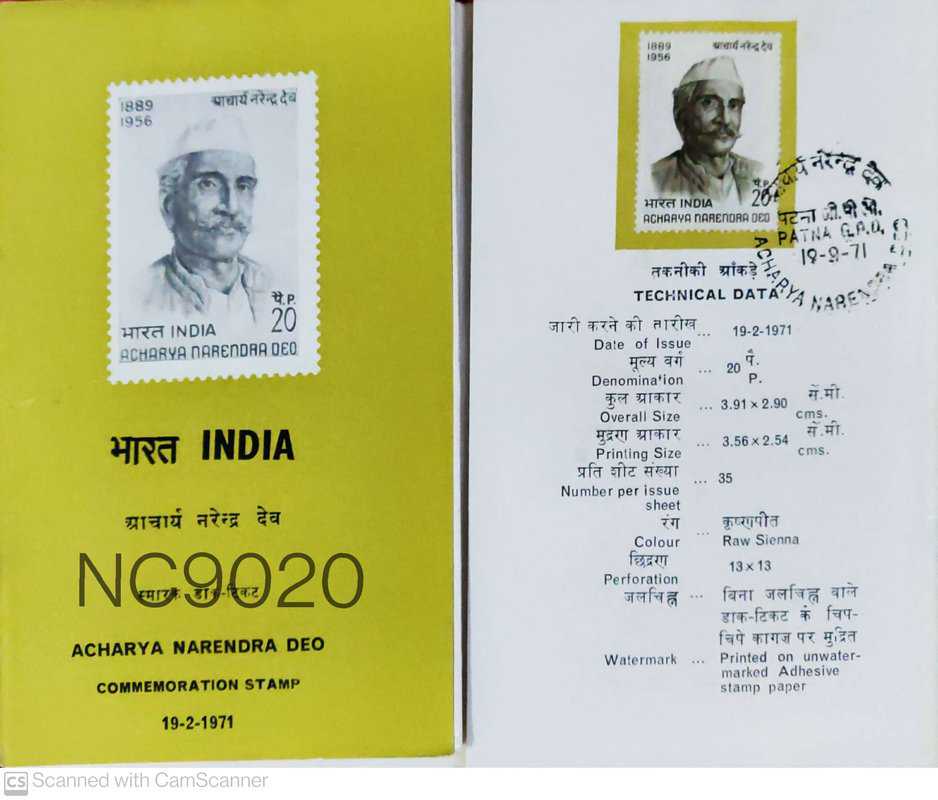 1889
1956
आचार्य नरेन्द्र देव
पै.P.
20
भारत INDIA
ACHARYA NARENDRA DEO
भारत INDIA
आचार्य नरेन्द्र देव
NC9020
स्मारक डाक-टिकट
ACHARYA NARENDRA DEO
COMMEMORATION STAMP
19-2-1971
1889
1956
आचार्य नरेन्द्र देव
पै.P.
20
भारत INDIA
ACHARYA NARENDRA DEO
आचार्य नरेन्द्र देव
पटना जी.पी.ओ.
PATNA G.P.O.
19-2-71
ACHARYA NARENDRA
तकनीकी आंकड़े
TECHNICAL DATA
जारी करने की तारीख ... 19-2-1971
Date of Issue
मूल्य वर्ग ... 20 पै.
Denomination P.
कुल आकार ... 3.91 × 2.90 सें.मी.
Overall Size cms.
मुद्रण आकार ... 3.56 × 2.54 सें.मी.
Printing Size cms.
प्रति शीट संख्या ... 35
Number per issue
sheet
रंग ... कृष्णपीत
Colour Raw Sienna
छिद्रण 13 × 13
Perforation
जलचिह्न ... बिना जलचिह्न वाले
डाक-टिकट के चिप-
चिपे कागज पर मुद्रित
Watermark ... Printed on unwater-
marked Adhesive
stamp paper
CS Scanned with CamScanner